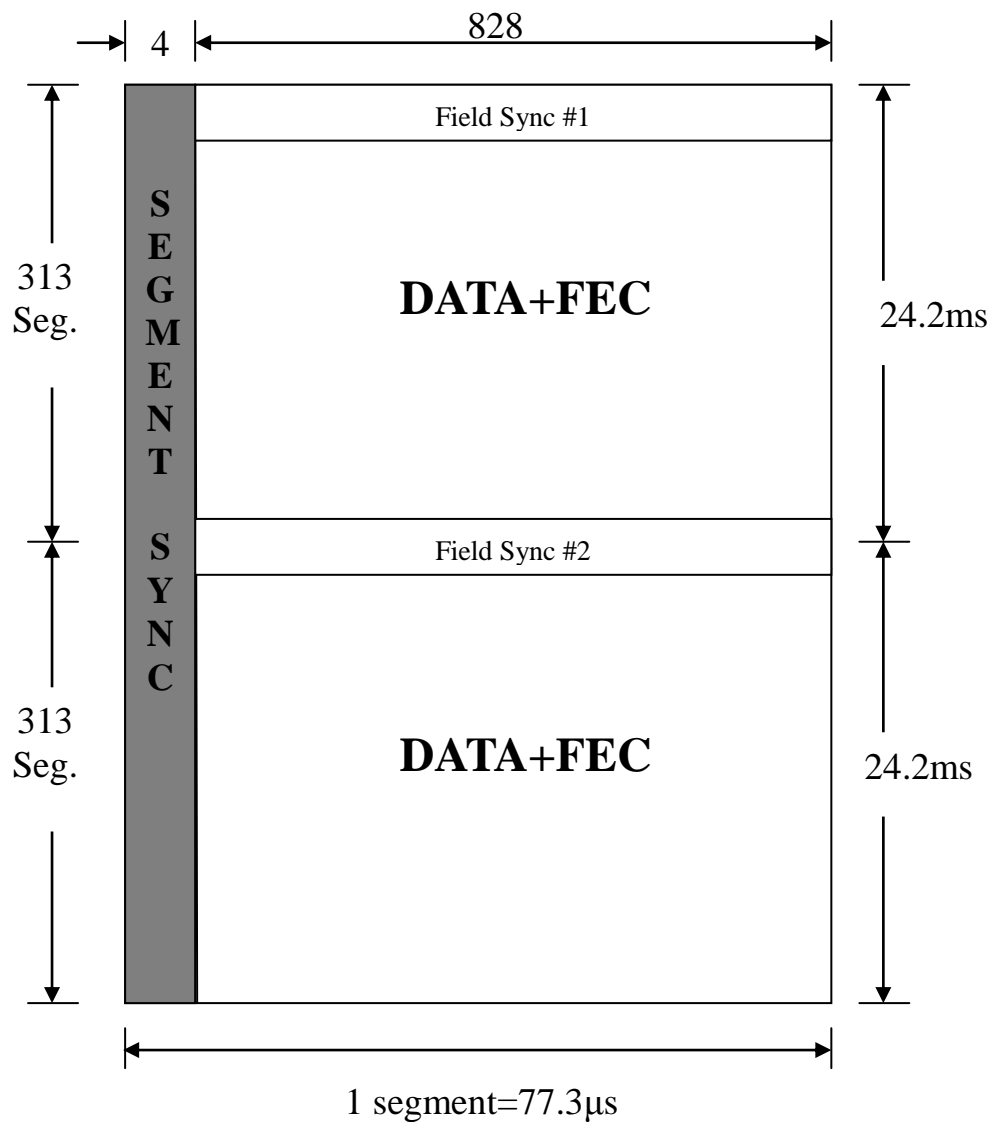 4
828
Field Sync #1
SEGMENT SYNC
313
Seg.
DATA+FEC
24.2ms
Field Sync #2
313
Seg.
DATA+FEC
24.2ms
1 segment=77.3μs